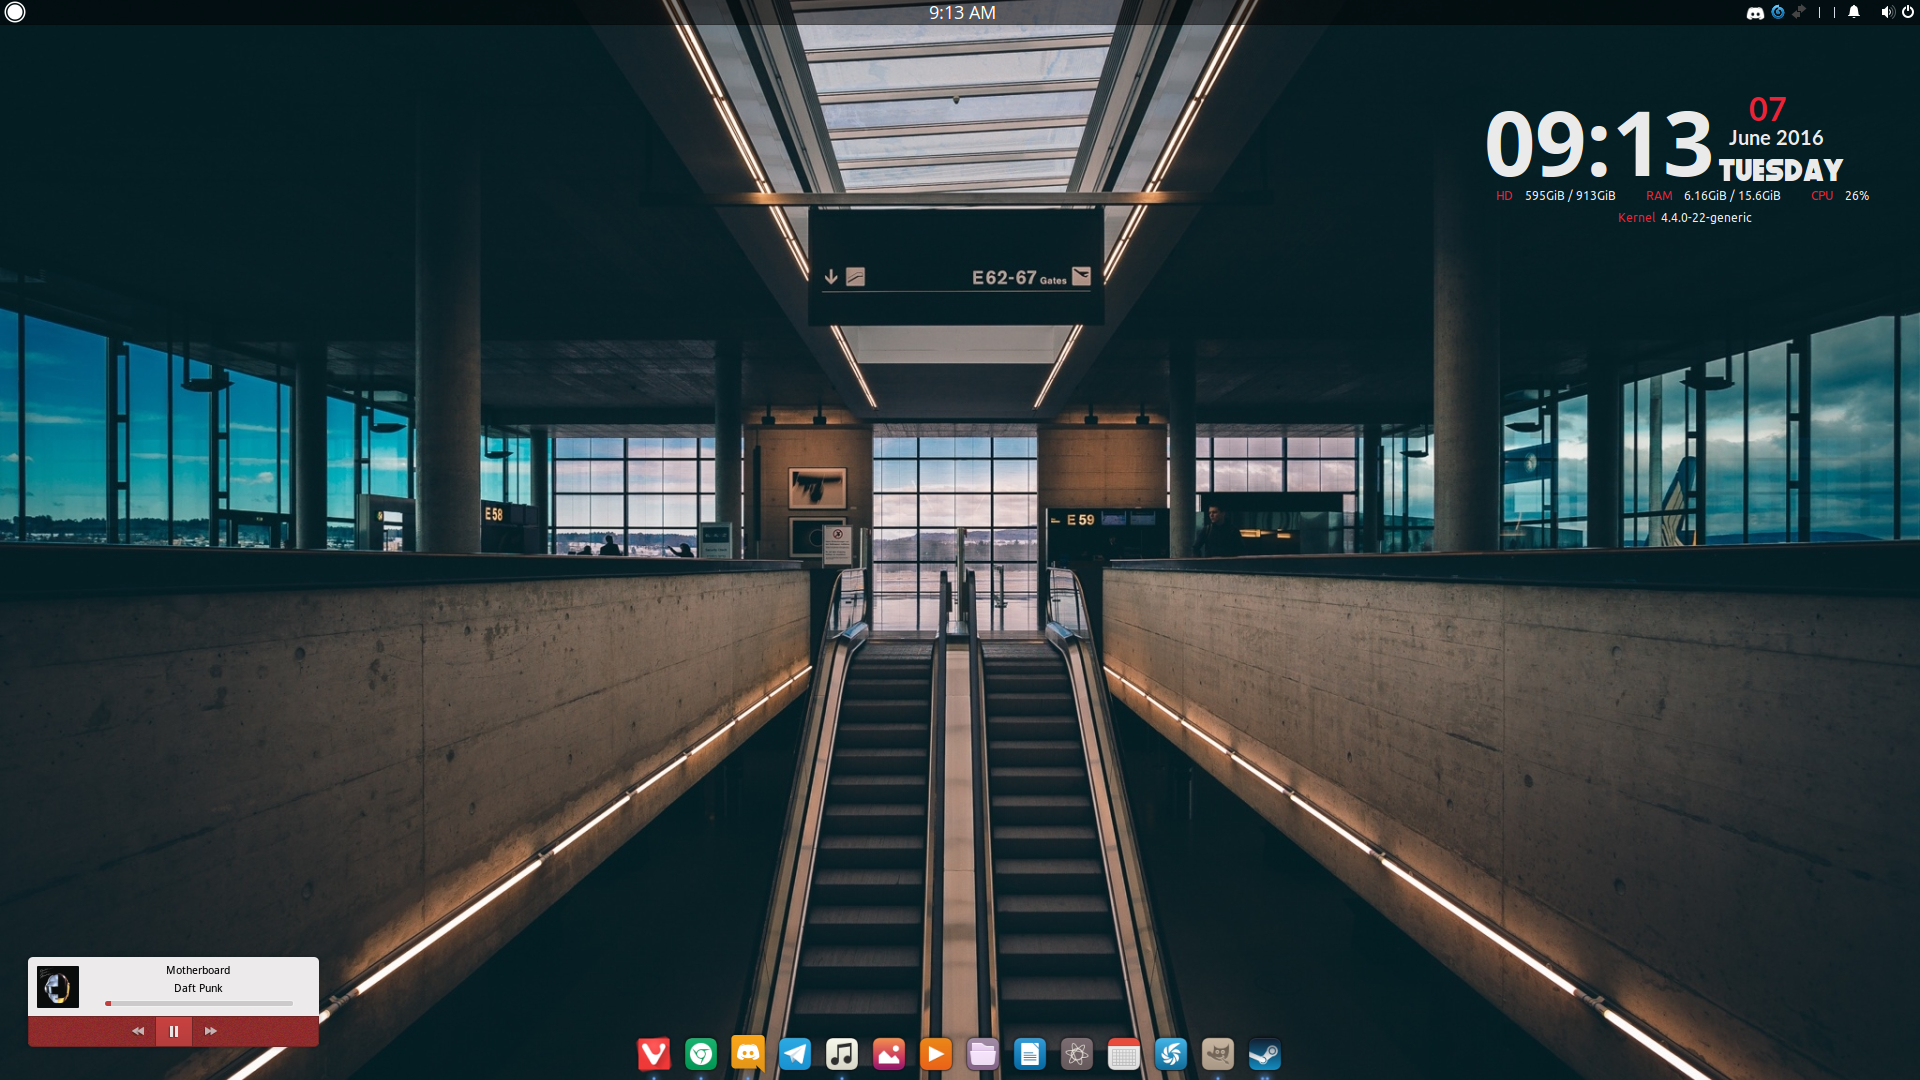 9:13 AM
09:13
07
June 2016
TUESDAY
HD 595GiB / 913GiB RAM 6.16GiB / 15.6GiB CPU 26%
Kernel 4.4.0-22-generic
E62-67 Gates
E58
E59
Motherboard
Daft Punk